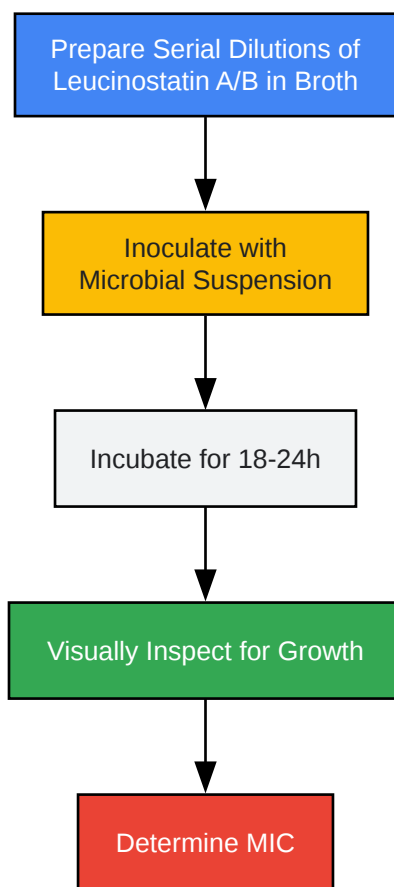 Prepare Serial Dilutions of
Leucinostatin A/B in Broth
Inoculate with
Microbial Suspension
Incubate for 18-24h
Visually Inspect for Growth
Determine MIC